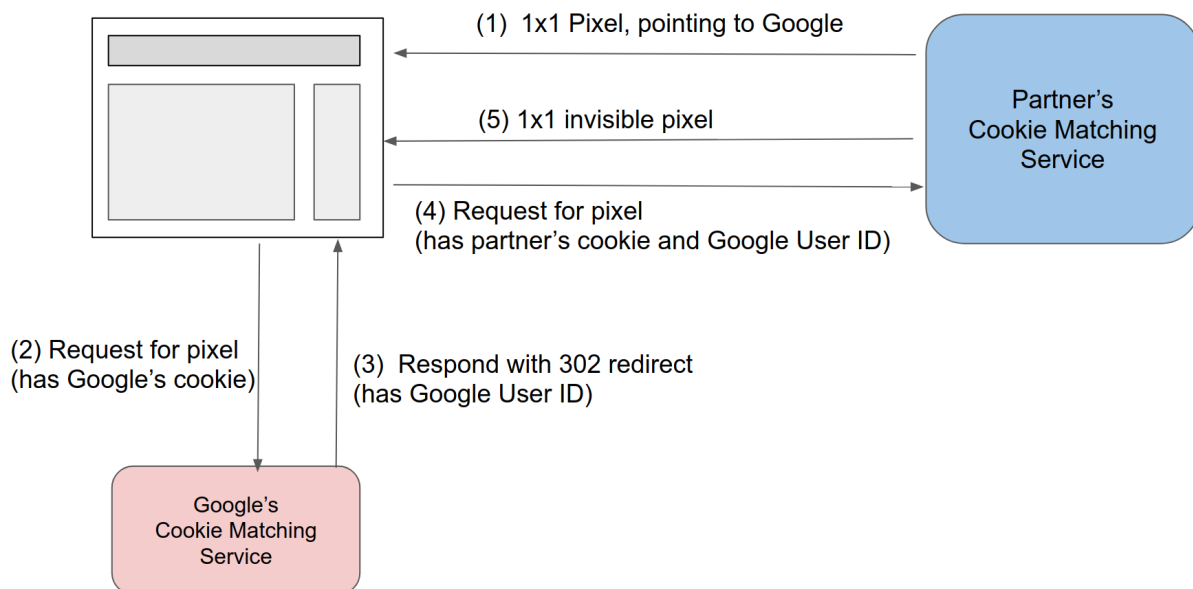 (1)  1x1 Pixel, pointing to Google
Partner's
Cookie Matching
Service
(5) 1x1 invisible pixel
(4) Request for pixel
(has partner's cookie and Google User ID)
(2) Request for pixel
(has Google's cookie)
(3)  Respond with 302 redirect
(has Google User ID)
Google's
Cookie Matching
Service